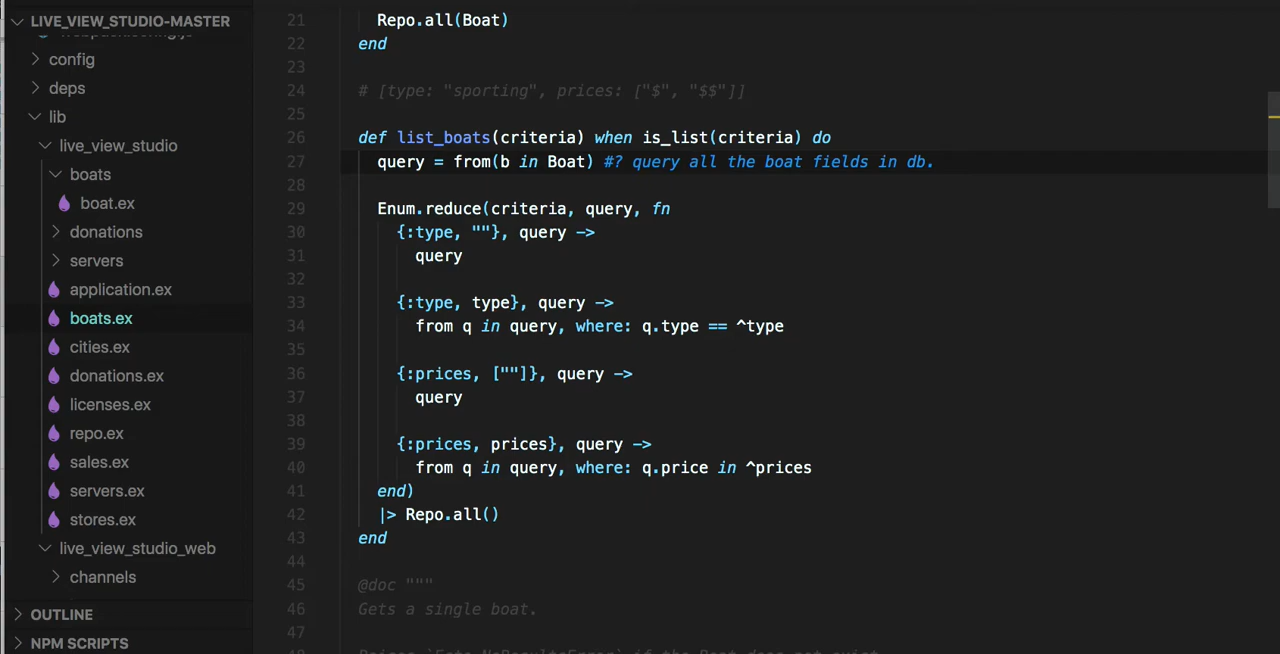 LIVE_VIEW_STUDIO-MASTER
config
deps
lib
live_view_studio
boats
boat.ex
donations
servers
application.ex
boats.ex
cities.ex
donations.ex
licenses.ex
repo.ex
sales.ex
servers.ex
stores.ex
live_view_studio_web
channels
OUTLINE
NPM SCRIPTS
21 Repo.all(Boat)
22 end
23
24 # [type: "sporting", prices: ["$", "$$"]]
25
26 def list_boats(criteria) when is_list(criteria) do
27 query = from(b in Boat) #? query all the boat fields in db.
28
29 Enum.reduce(criteria, query, fn
30 {:type, ""}, query ->
31 query
32
33 {:type, type}, query ->
34 from q in query, where: q.type == ^type
35
36 {:prices, [""]}, query ->
37 query
38
39 {:prices, prices}, query ->
40 from q in query, where: q.price in ^prices
41 end)
42 |> Repo.all()
43 end
44
45 @doc """
46 Gets a single boat.
47